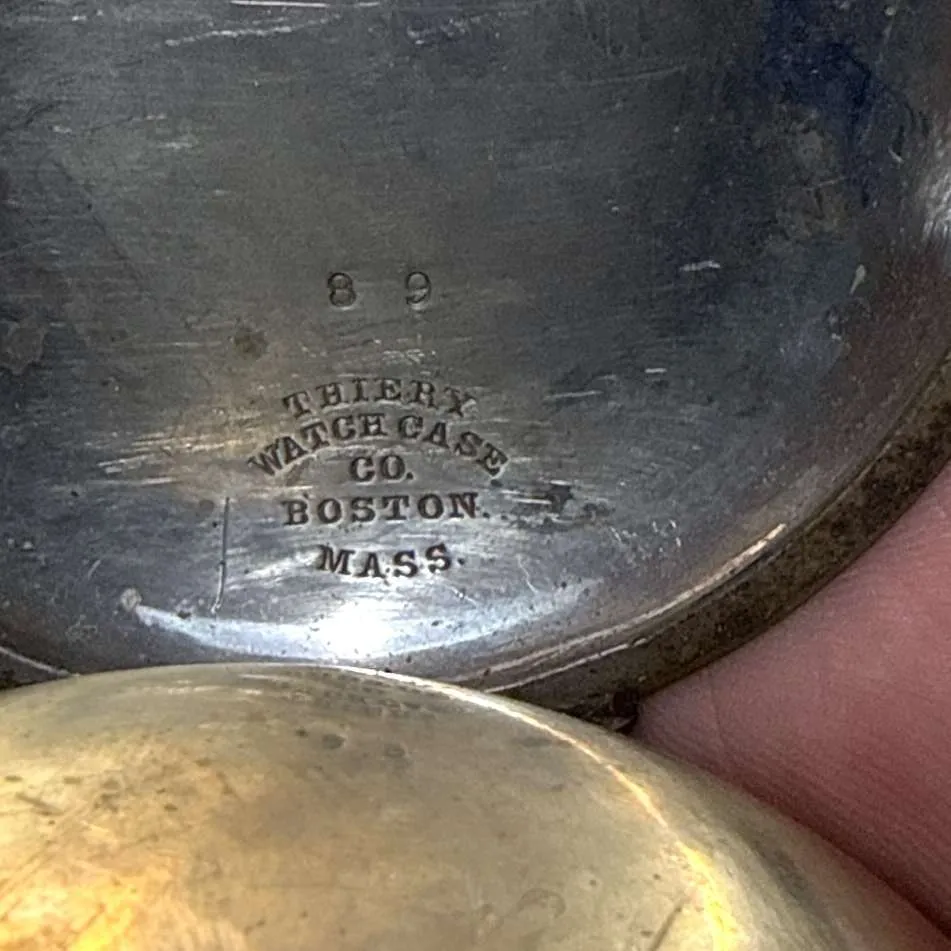 8 9
THIERY
WATCH CASE
CO.
BOSTON.
MASS.